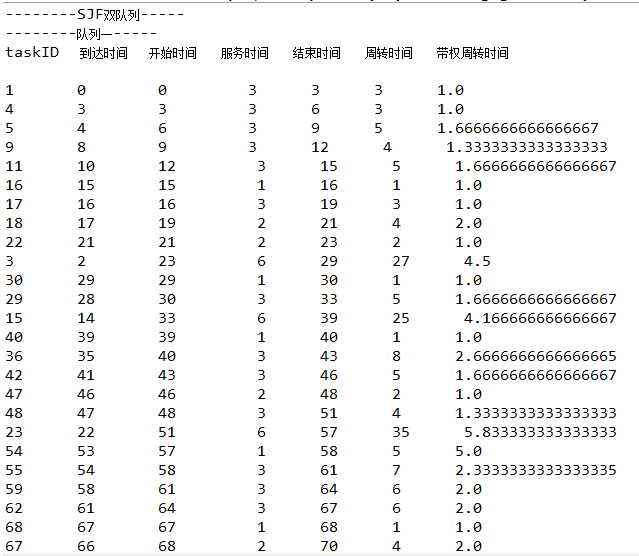 --------SJF双队列-----
--------队列一------
taskID 到达时间 开始时间 服务时间 结束时间 周转时间 带权周转时间
1 0 0 3 3 3 1.0
4 3 3 3 6 3 1.0
5 4 6 3 9 5 1.6666666666666667
9 8 9 3 12 4 1.3333333333333333
11 10 12 3 15 5 1.6666666666666667
16 15 15 1 16 1 1.0
17 16 16 3 19 3 1.0
18 17 19 2 21 4 2.0
22 21 21 2 23 2 1.0
3 2 23 6 29 27 4.5
30 29 29 1 30 1 1.0
29 28 30 3 33 5 1.6666666666666667
15 14 33 6 39 25 4.166666666666667
40 39 39 1 40 1 1.0
36 35 40 3 43 8 2.6666666666666665
42 41 43 3 46 5 1.6666666666666667
47 46 46 2 48 2 1.0
48 47 48 3 51 4 1.3333333333333333
23 22 51 6 57 35 5.833333333333333
54 53 57 1 58 5 5.0
55 54 58 3 61 7 2.3333333333333335
59 58 61 3 64 6 2.0
62 61 64 3 67 6 2.0
68 67 67 1 68 1 1.0
67 66 68 2 70 4 2.0